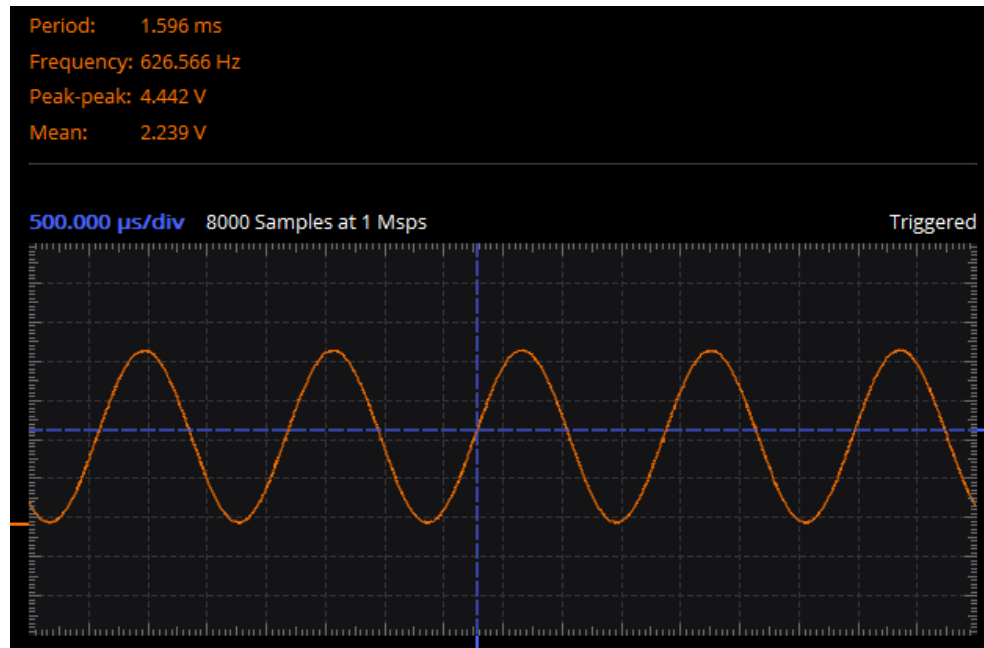 Period: 1.596 ms
Frequency: 626.566 Hz
Peak-peak: 4.442 V
Mean: 2.239 V
500.000 µs/div 8000 Samples at 1 Msps Triggered